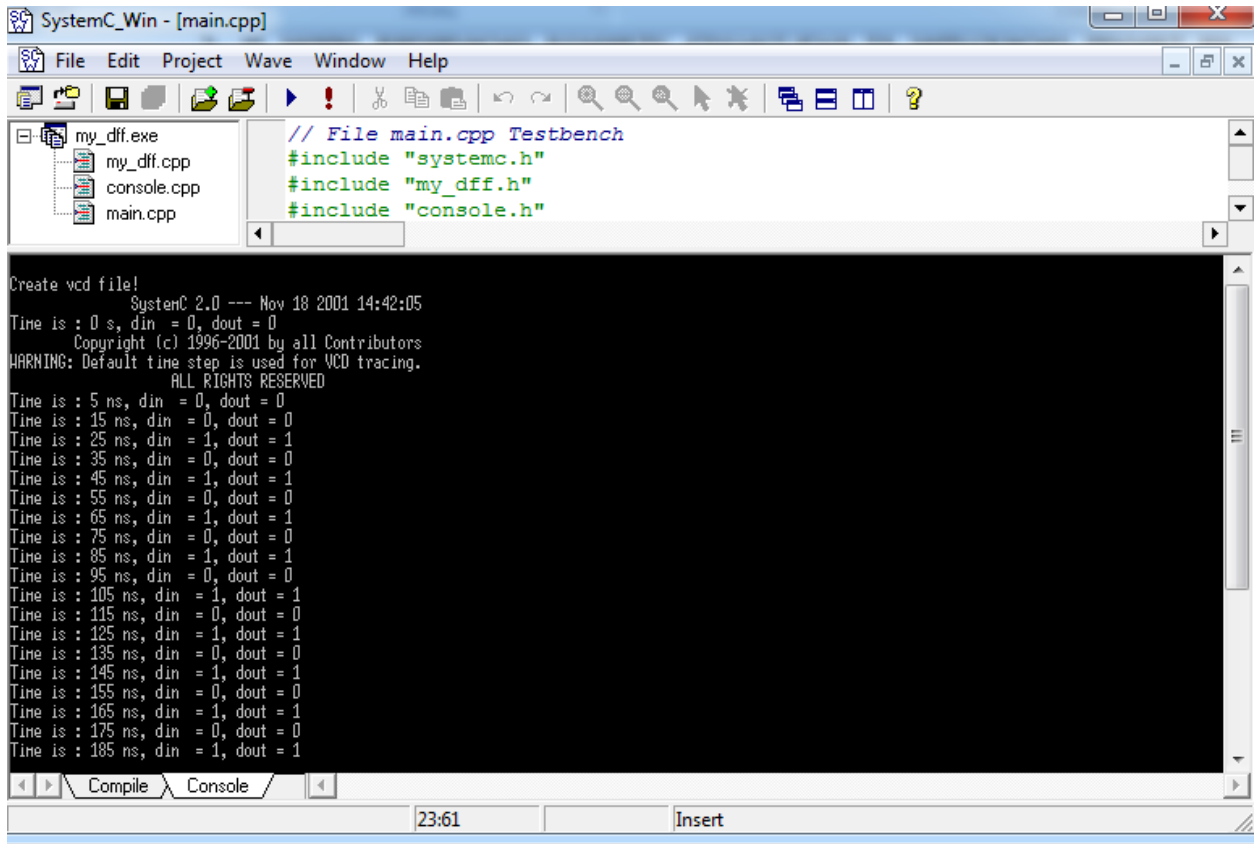 SystemC_Win - [main.cpp]
File Edit Project Wave Window Help
my_dff.exe
my_dff.cpp
console.cpp
main.cpp
// File main.cpp Testbench
#include "systemc.h"
#include "my_dff.h"
#include "console.h"
Create vcd file!
SystemC 2.0 --- Nov 18 2001 14:42:05
Time is : 0 s, din = 0, dout = 0
Copyright (c) 1996-2001 by all Contributors
WARNING: Default time step is used for VCD tracing.
ALL RIGHTS RESERVED
Time is : 5 ns, din = 0, dout = 0
Time is : 15 ns, din = 0, dout = 0
Time is : 25 ns, din = 1, dout = 1
Time is : 35 ns, din = 0, dout = 0
Time is : 45 ns, din = 1, dout = 1
Time is : 55 ns, din = 0, dout = 0
Time is : 65 ns, din = 1, dout = 1
Time is : 75 ns, din = 0, dout = 0
Time is : 85 ns, din = 1, dout = 1
Time is : 95 ns, din = 0, dout = 0
Time is : 105 ns, din = 1, dout = 1
Time is : 115 ns, din = 0, dout = 0
Time is : 125 ns, din = 1, dout = 1
Time is : 135 ns, din = 0, dout = 0
Time is : 145 ns, din = 1, dout = 1
Time is : 155 ns, din = 0, dout = 0
Time is : 165 ns, din = 1, dout = 1
Time is : 175 ns, din = 0, dout = 0
Time is : 185 ns, din = 1, dout = 1
Compile Console
23:61 Insert